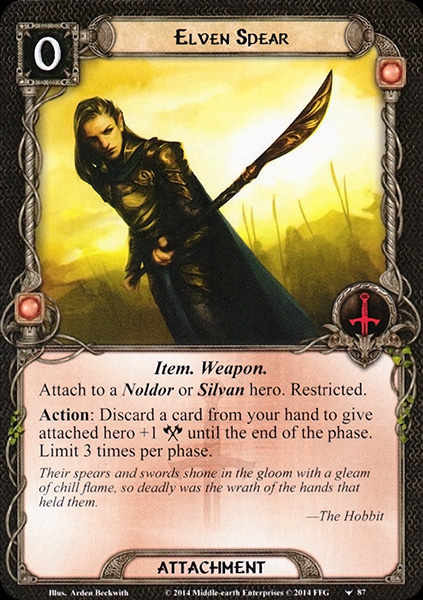 0
ELVEN SPEAR
Item. Weapon.
Attach to a Noldor or Silvan hero. Restricted.
Action: Discard a card from your hand to give
attached hero +1 until the end of the phase.
Limit 3 times per phase.
Their spears and swords shone in the gloom with a gleam
of chill flame, so deadly was the wrath of the hands that
held them.
—The Hobbit
ATTACHMENT
Illus. Arden Beckwith © 2014 Middle-earth Enterprises © 2014 FFG 87